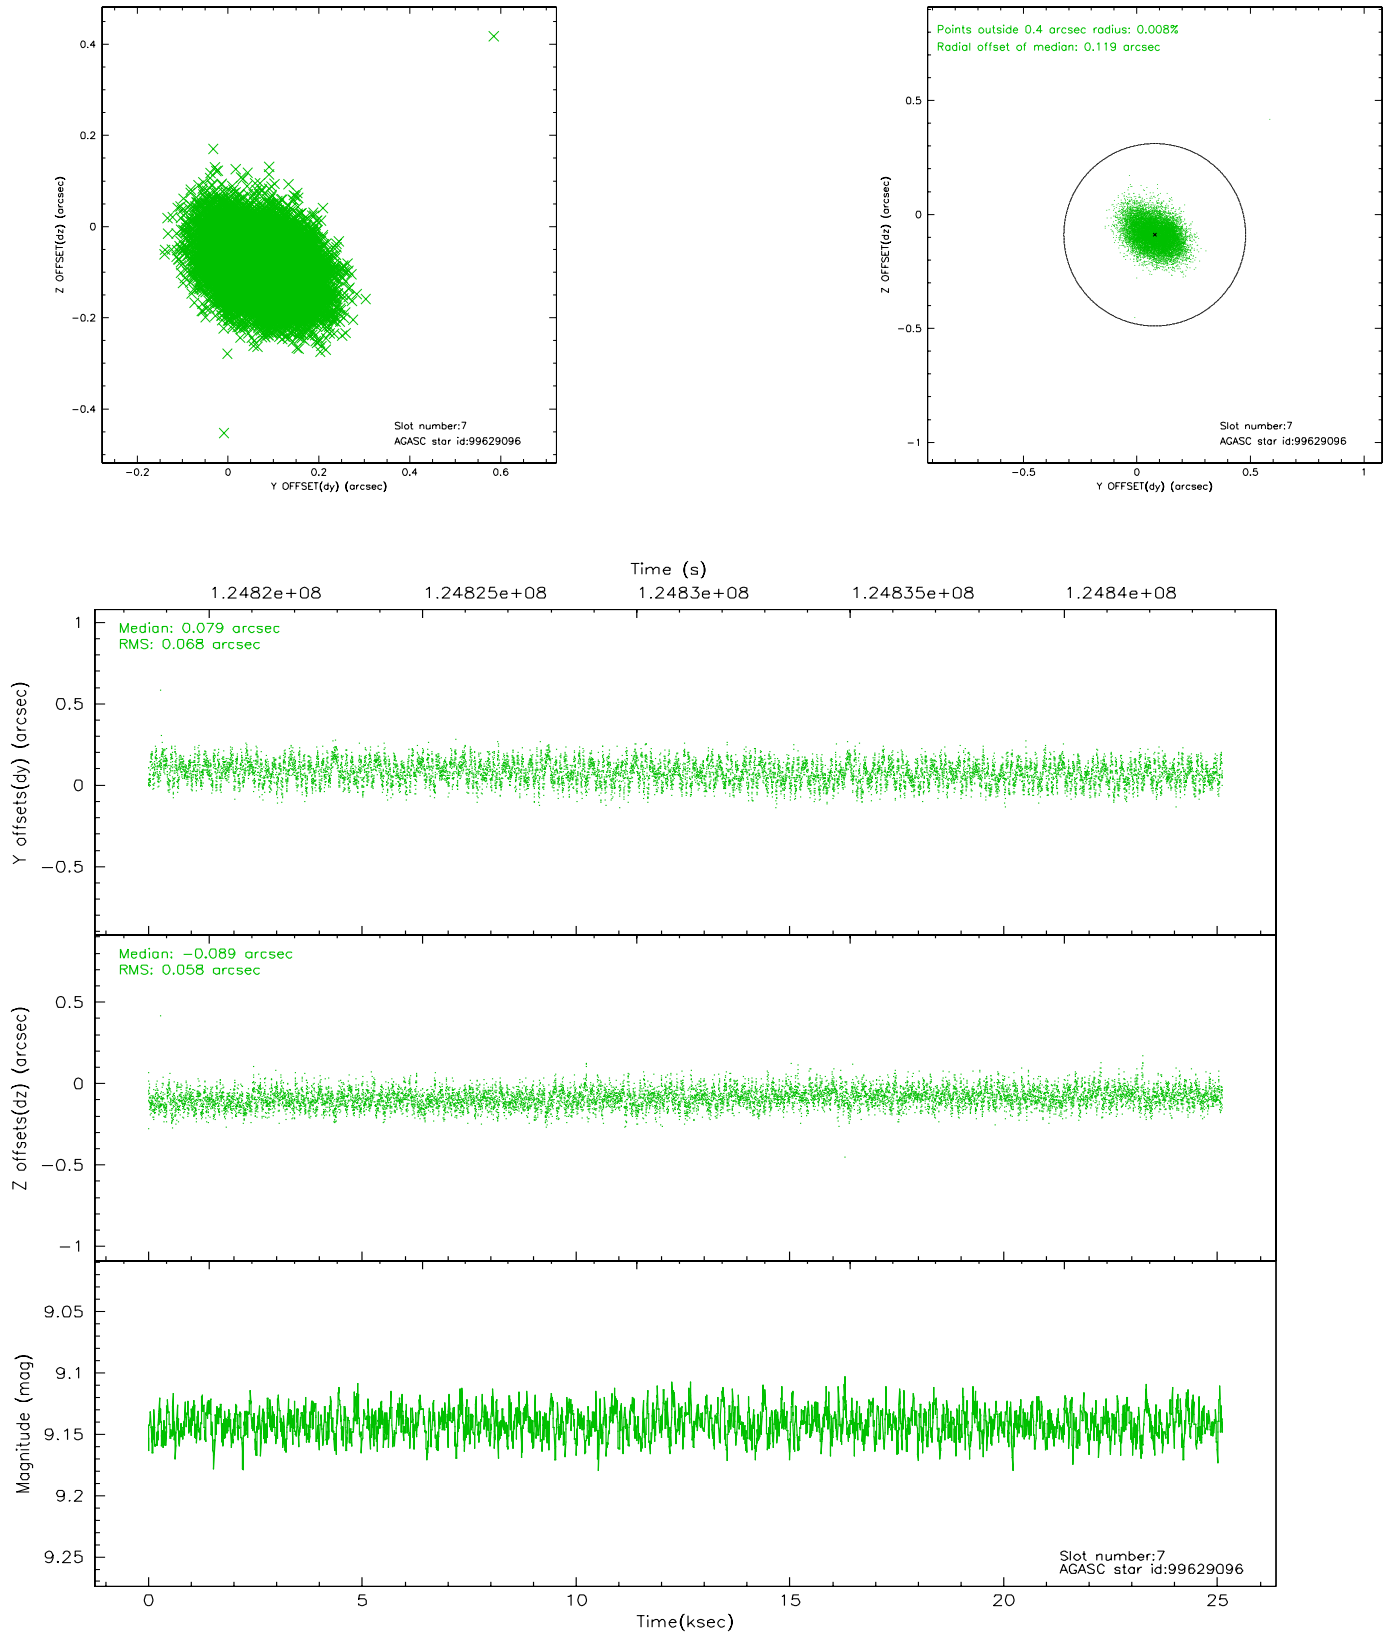 0.4
0.2
0
−0.2
−0.4
Z OFFSET(dz) (arcsec)
Slot number:7
AGASC star id:99629096
−0.2 0 0.2 0.4 0.6
Y OFFSET(dy) (arcsec)
Points outside 0.4 arcsec radius: 0.008%
Radial offset of median: 0.119 arcsec
0.5
0
−0.5
−1
Z OFFSET(dz) (arcsec)
Slot number:7
AGASC star id:99629096
−0.5 0 0.5 1
Y OFFSET(dy) (arcsec)
Time (s)
1.2482e+08 1.24825e+08 1.2483e+08 1.24835e+08 1.2484e+08
Median: 0.079 arcsec
RMS: 0.068 arcsec
1
0.5
0
−0.5
Y offsets(dy) (arcsec)
Median: −0.089 arcsec
RMS: 0.058 arcsec
0.5
0
−0.5
−1
Z offsets(dz) (arcsec)
9.05
9.1
9.15
9.2
9.25
Magnitude (mag)
Slot number:7
AGASC star id:99629096
0 5 10 15 20 25
Time(ksec)